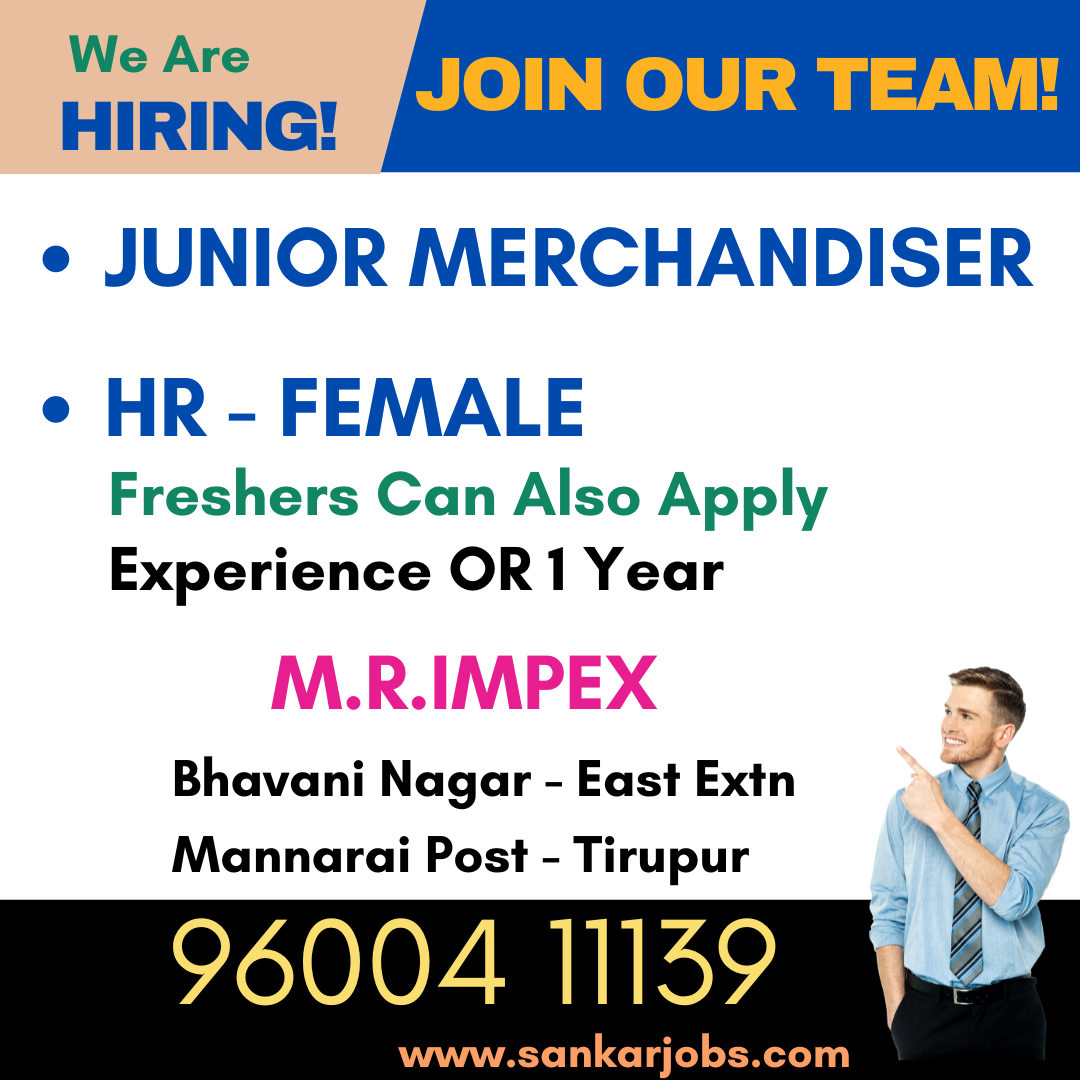 We Are
HIRING!
JOIN OUR TEAM!
• JUNIOR MERCHANDISER
• HR - FEMALE
Freshers Can Also Apply
Experience OR 1 Year
M.R.IMPEX
Bhavani Nagar - East Extn
Mannarai Post - Tirupur
96004 11139
www.sankarjobs.com